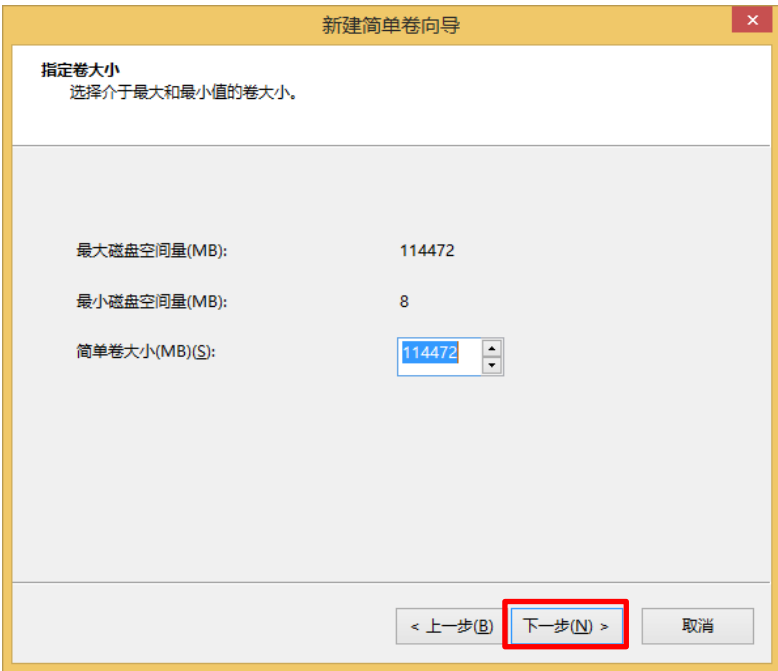 新建简单卷向导
指定卷大小
选择介于最大和最小值的卷大小。
最大磁盘空间量(MB): 114472
最小磁盘空间量(MB): 8
简单卷大小(MB)(S): 114472
< 上一步(B) 下一步(N) > 取消